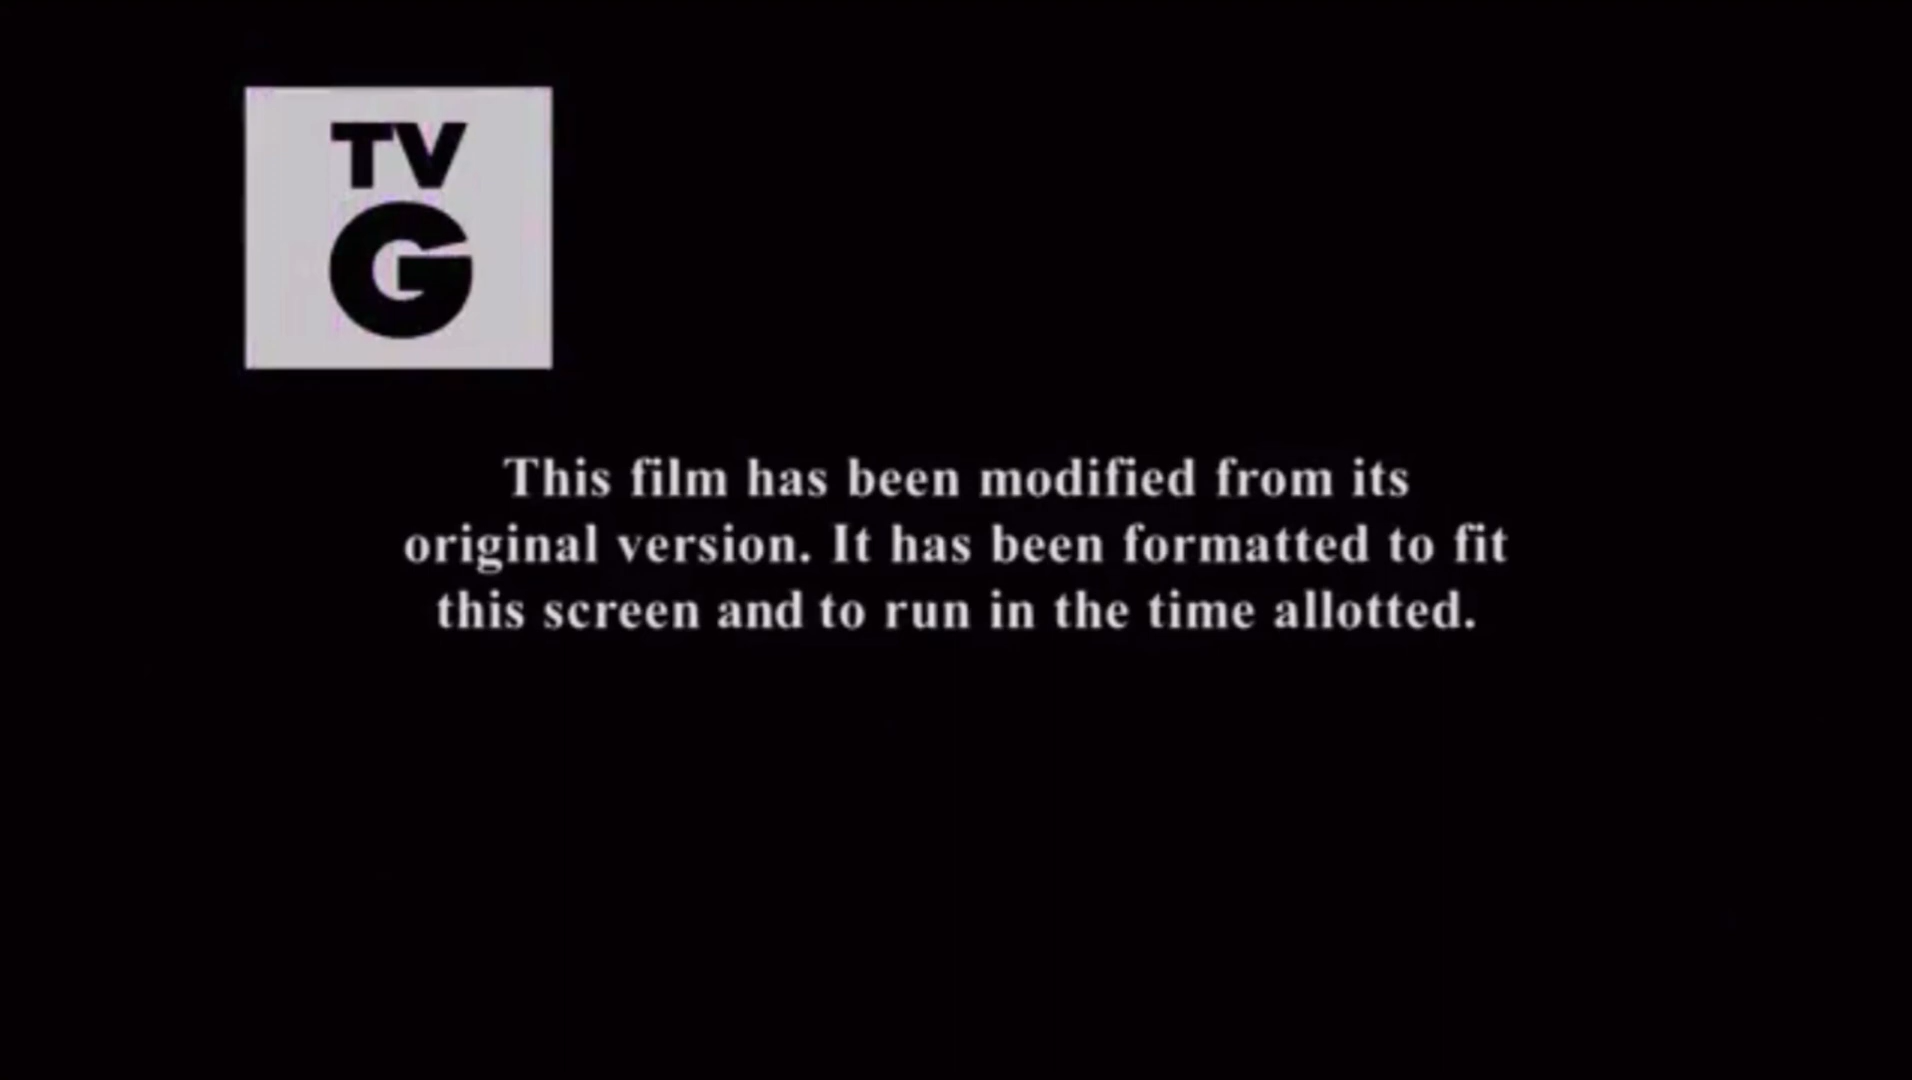 TV
G
This film has been modified from its
original version. It has been formatted to fit
this screen and to run in the time allotted.